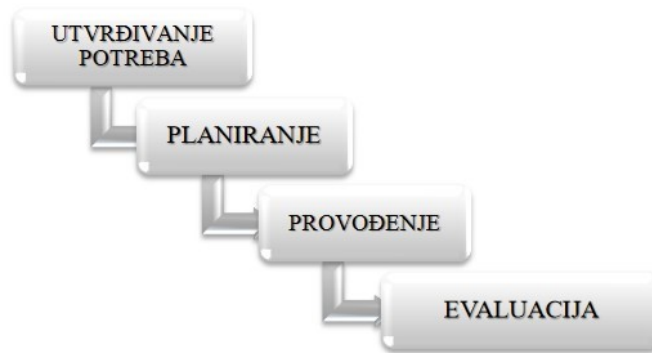 UTVRĐIVANJE
POTREBA
PLANIRANJE
PROVOĐENJE
EVALUACIJA